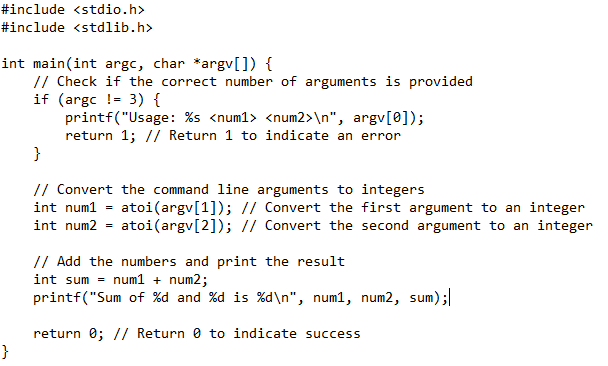 #include <stdio.h>
#include <stdlib.h>

int main(int argc, char *argv[]) {
    // Check if the correct number of arguments is provided
    if (argc != 3) {
        printf("Usage: %s <num1> <num2>\n", argv[0]);
        return 1; // Return 1 to indicate an error
    }

    // Convert the command line arguments to integers
    int num1 = atoi(argv[1]); // Convert the first argument to an integer
    int num2 = atoi(argv[2]); // Convert the second argument to an integer

    // Add the numbers and print the result
    int sum = num1 + num2;
    printf("Sum of %d and %d is %d\n", num1, num2, sum);

    return 0; // Return 0 to indicate success
}